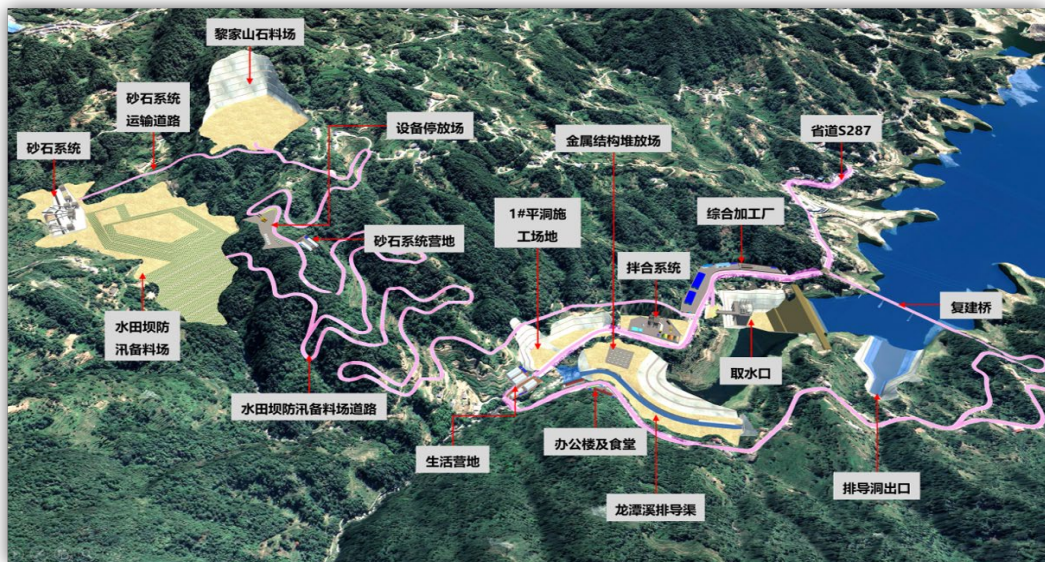 黎家山石料场
砂石系统
运输道路
设备停放场
金属结构堆放场
省道S287
砂石系统
1#平洞施
工场地
综合加工厂
砂石系统营地
拌合系统
复建桥
水田坝防
汛备料场
取水口
水田坝防汛备料场道路
生活营地
办公楼及食堂
排导洞出口
龙潭溪排导渠